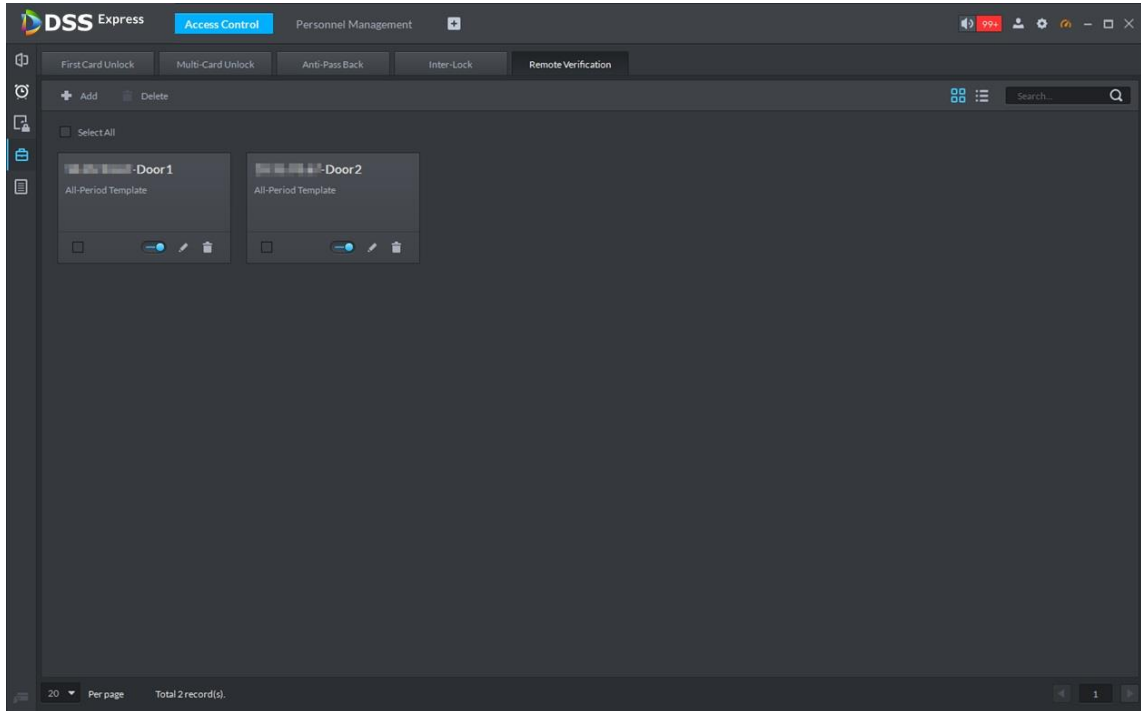 DSS Express Access Control Personnel Management 99+
First Card Unlock Multi-Card Unlock Anti-Pass Back Inter-Lock Remote Verification
Add Delete Search...
Select All
-Door1 -Door2
All-Period Template All-Period Template
20 Per page Total 2 record(s). 1